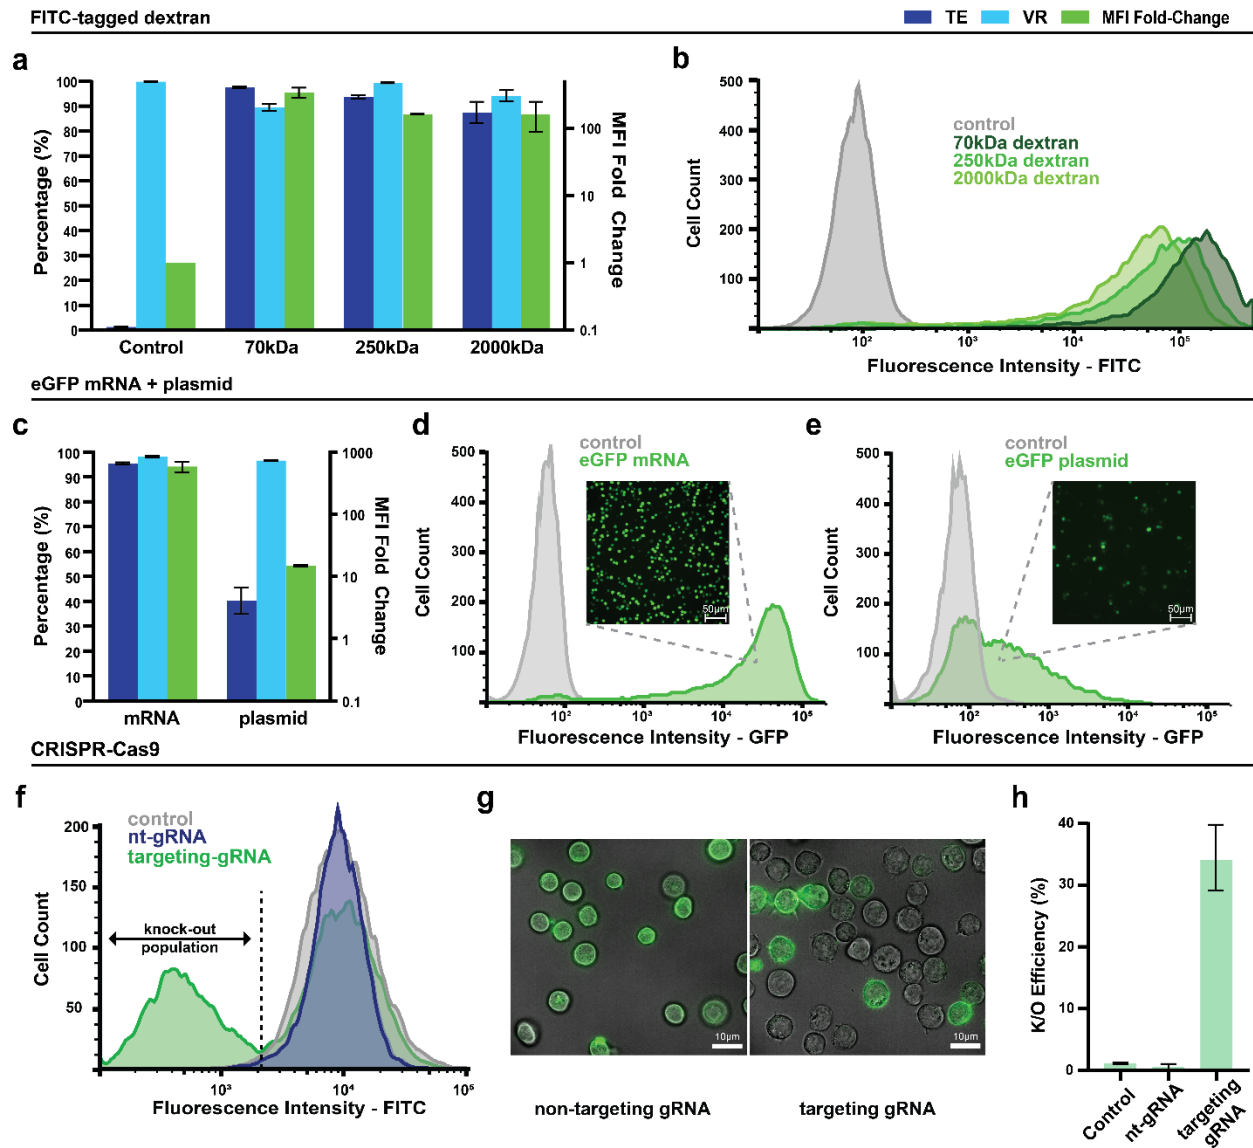 FITC-tagged dextran
TE VR MFI Fold-Change
a
100
90
80
70
60
50
40
30
20
10
0
Percentage (%)
100
10
1
0.1
MFI Fold Change
Control 70kDa 250kDa 2000kDa
b
500
400
300
200
100
Cell Count
control
70kDa dextran
250kDa dextran
2000kDa dextran
10² 10³ 10⁴ 10⁵
Fluorescence Intensity - FITC
eGFP mRNA + plasmid
c
100
90
80
70
60
50
40
30
20
10
0
Percentage (%)
1000
100
10
1
0.1
MFI Fold Change
mRNA plasmid
d
500
400
300
200
100
Cell Count
control
eGFP mRNA
50µm
10² 10³ 10⁴ 10⁵
Fluorescence Intensity - GFP
e
500
400
300
200
100
Cell Count
control
eGFP plasmid
50µm
10² 10³ 10⁴ 10⁵
Fluorescence Intensity - GFP
CRISPR-Cas9
f
200
150
100
50
Cell Count
control
nt-gRNA
targeting-gRNA
knock-out
population
10³ 10⁴ 10⁵
Fluorescence Intensity - FITC
g
10µm
10µm
non-targeting gRNA
targeting gRNA
h
40
30
20
10
0
K/O Efficiency (%)
Control
nt-gRNA
targeting
gRNA